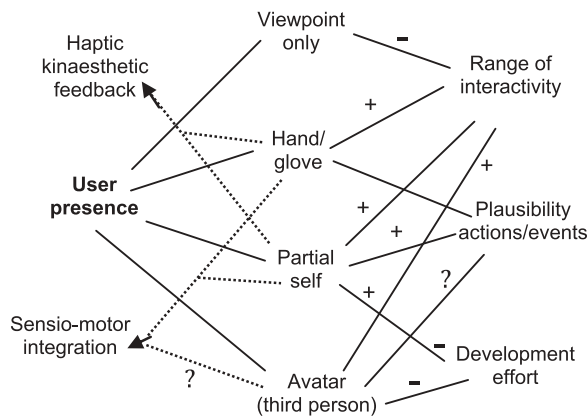 Viewpoint
only
Haptic
kinaesthetic
feedback
–
Range of
interactivity
+
Hand/
glove
+
User
presence
+
+
Plausibility
actions/events
Partial
self
?
+
Sensio-motor
integration
–
Development
effort
?
–
Avatar
(third person)